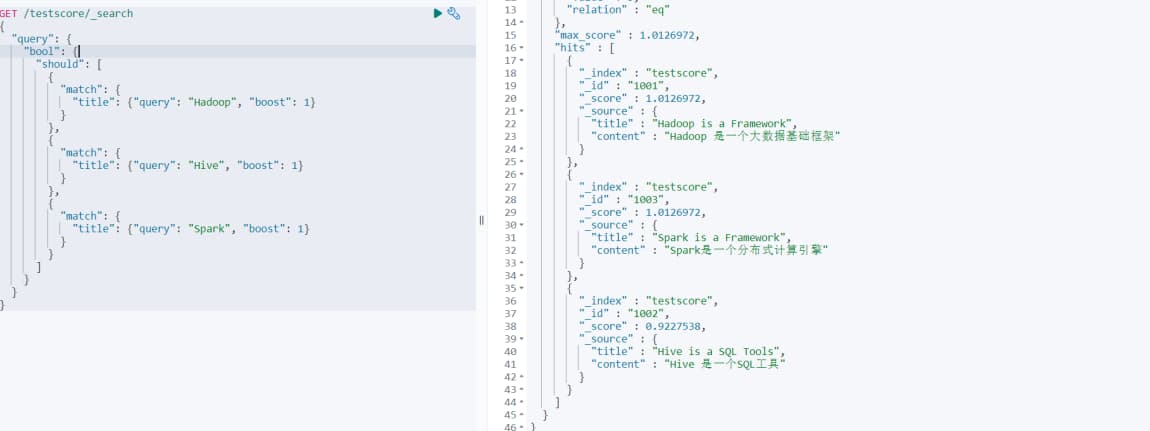 GET /testscore/_search
{
  "query": {
    "bool": {
      "should": [
        {
          "match": {
            "title": {"query": "Hadoop", "boost": 1}
          }
        },
        {
          "match": {
            "title": {"query": "Hive", "boost": 1}
          }
        },
        {
          "match": {
            "title": {"query": "Spark", "boost": 1}
          }
        }
      ]
    }
  }
}
13 "relation" : "eq"
14 },
15 "max_score" : 1.0126972,
16 "hits" : [
17 {
18 "_index" : "testscore",
19 "_id" : "1001",
20 "_score" : 1.0126972,
21 "_source" : {
22 "title" : "Hadoop is a Framework",
23 "content" : "Hadoop 是一个大数据基础框架"
24 }
25 },
26 {
27 "_index" : "testscore",
28 "_id" : "1003",
29 "_score" : 1.0126972,
30 "_source" : {
31 "title" : "Spark is a Framework",
32 "content" : "Spark是一个分布式计算引擎"
33 }
34 },
35 {
36 "_index" : "testscore",
37 "_id" : "1002",
38 "_score" : 0.9227538,
39 "_source" : {
40 "title" : "Hive is a SQL Tools",
41 "content" : "Hive 是一个SQL工具"
42 }
43 }
44 ]
45 }
46 }